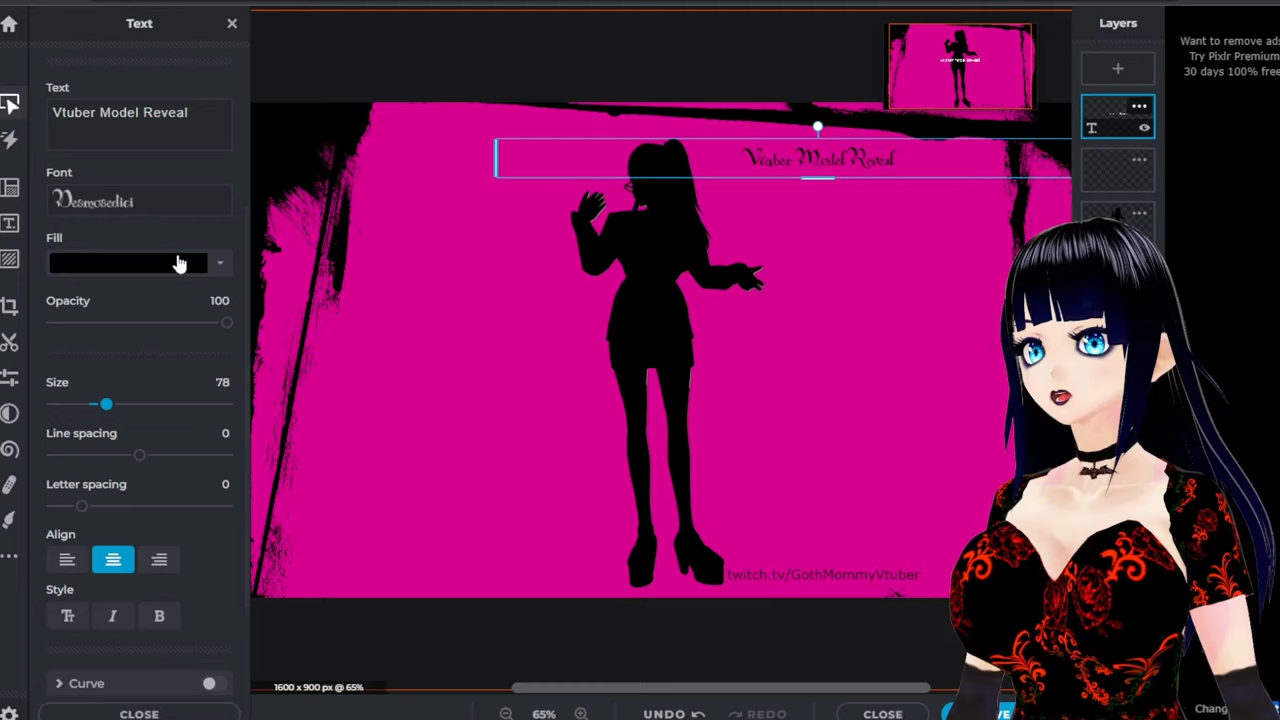 Text
Text
Vtuber Model Reveal
Font
Desmosedici
Fill
Opacity 100
Size 78
Line spacing 0
Letter spacing 0
Align
Style
Tr I B
Curve
CLOSE
Vtuber Model Reveal
twitch.tv/GothMommyVtuber
1600 x 900 px @ 65%
65%
UNDO
REDO
CLOSE
Layers
T
Want to remove ads
Try Pixlr Premium
30 days 100% free